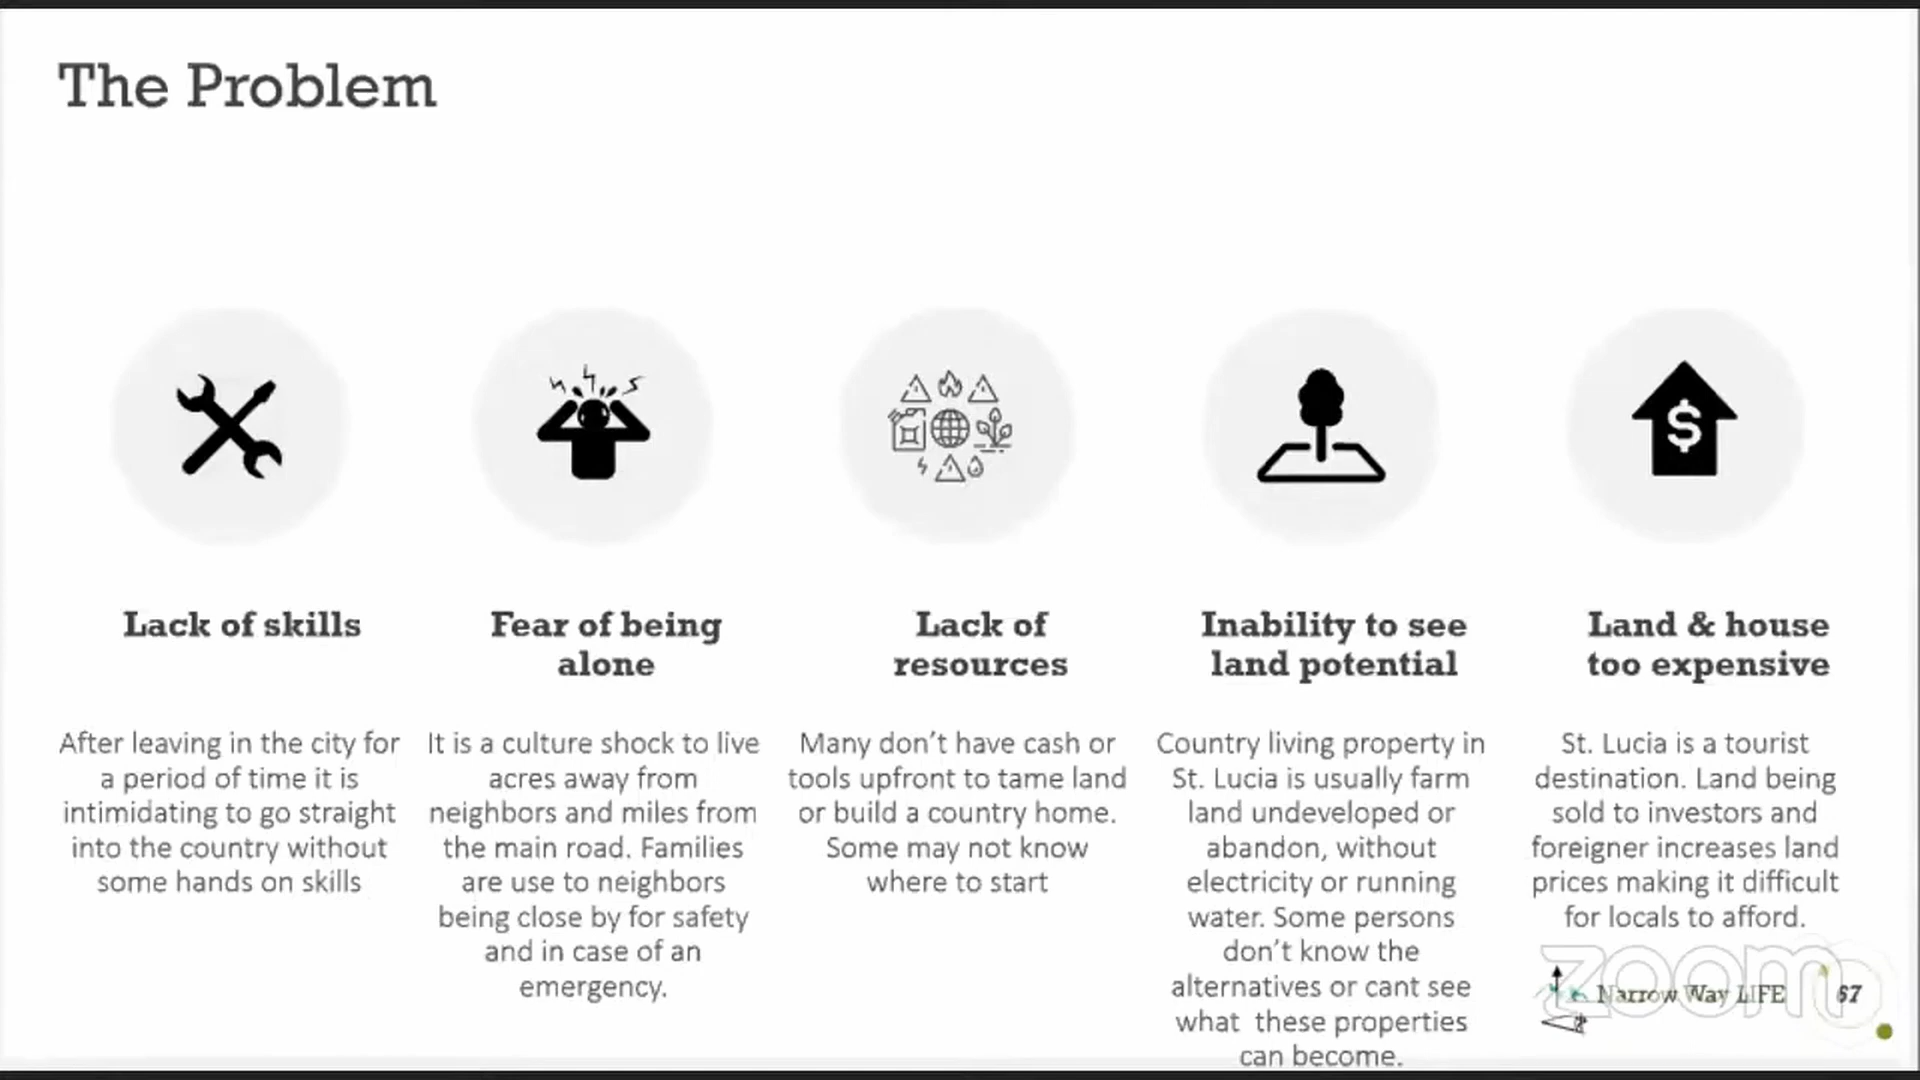 The Problem
$
Lack of skills
After leaving in the city for
a period of time it is
intimidating to go straight
into the country without
some hands on skills
Fear of being
alone
It is a culture shock to live
acres away from
neighbors and miles from
the main road. Families
are use to neighbors
being close by for safety
and in case of an
emergency.
Lack of
resources
Many don’t have cash or
tools upfront to tame land
or build a country home.
Some may not know
where to start
Inability to see
land potential
Country living property in
St. Lucia is usually farm
land undeveloped or
abandon, without
electricity or running
water. Some persons
don’t know the
alternatives or cant see
what these properties
can become.
Land & house
too expensive
St. Lucia is a tourist
destination. Land being
sold to investors and
foreigner increases land
prices making it difficult
for locals to afford.
zoom
Narrow Way LIFE
67